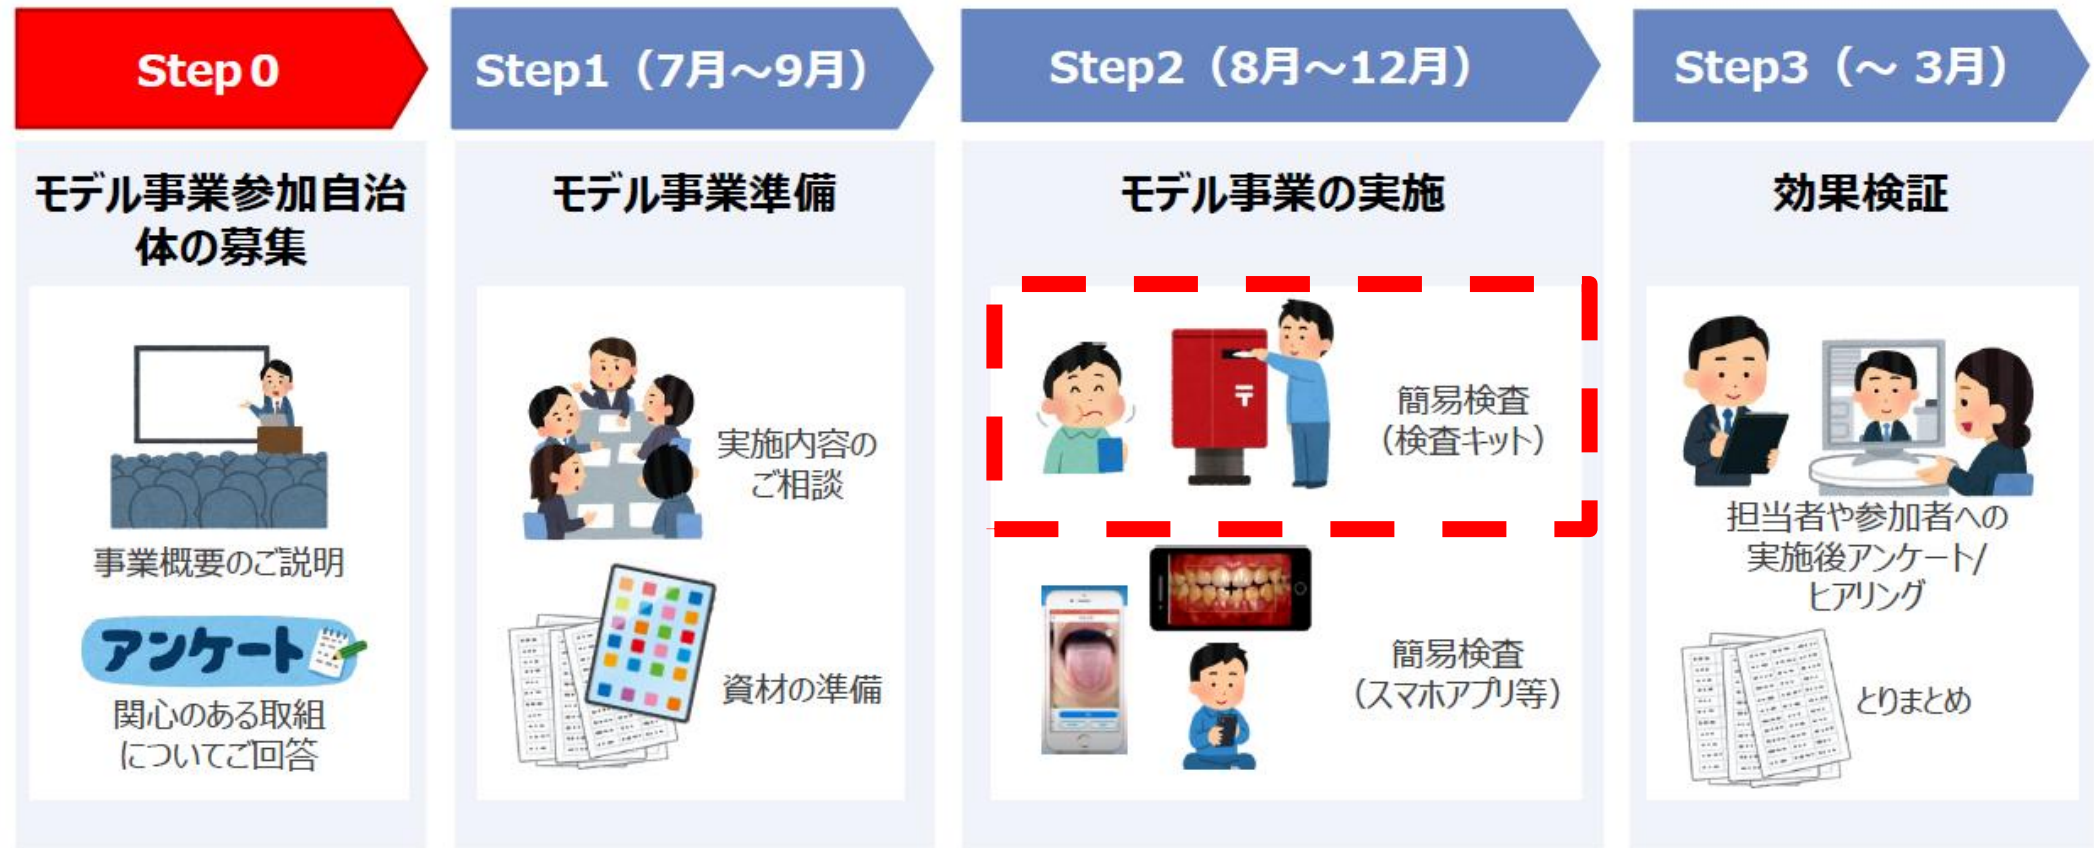 Step 0
モデル事業参加自治
体の募集
事業概要のご説明
アンケート
関心のある取組
についてご回答
Step1（7月～9月）
モデル事業準備
実施内容の
ご相談
資材の準備
Step2（8月～12月）
モデル事業の実施
〒
簡易検査
（検査キット）
簡易検査
（スマホアプリ等）
Step3（～ 3月）
効果検証
担当者や参加者への
実施後アンケート/
ヒアリング
とりまとめ